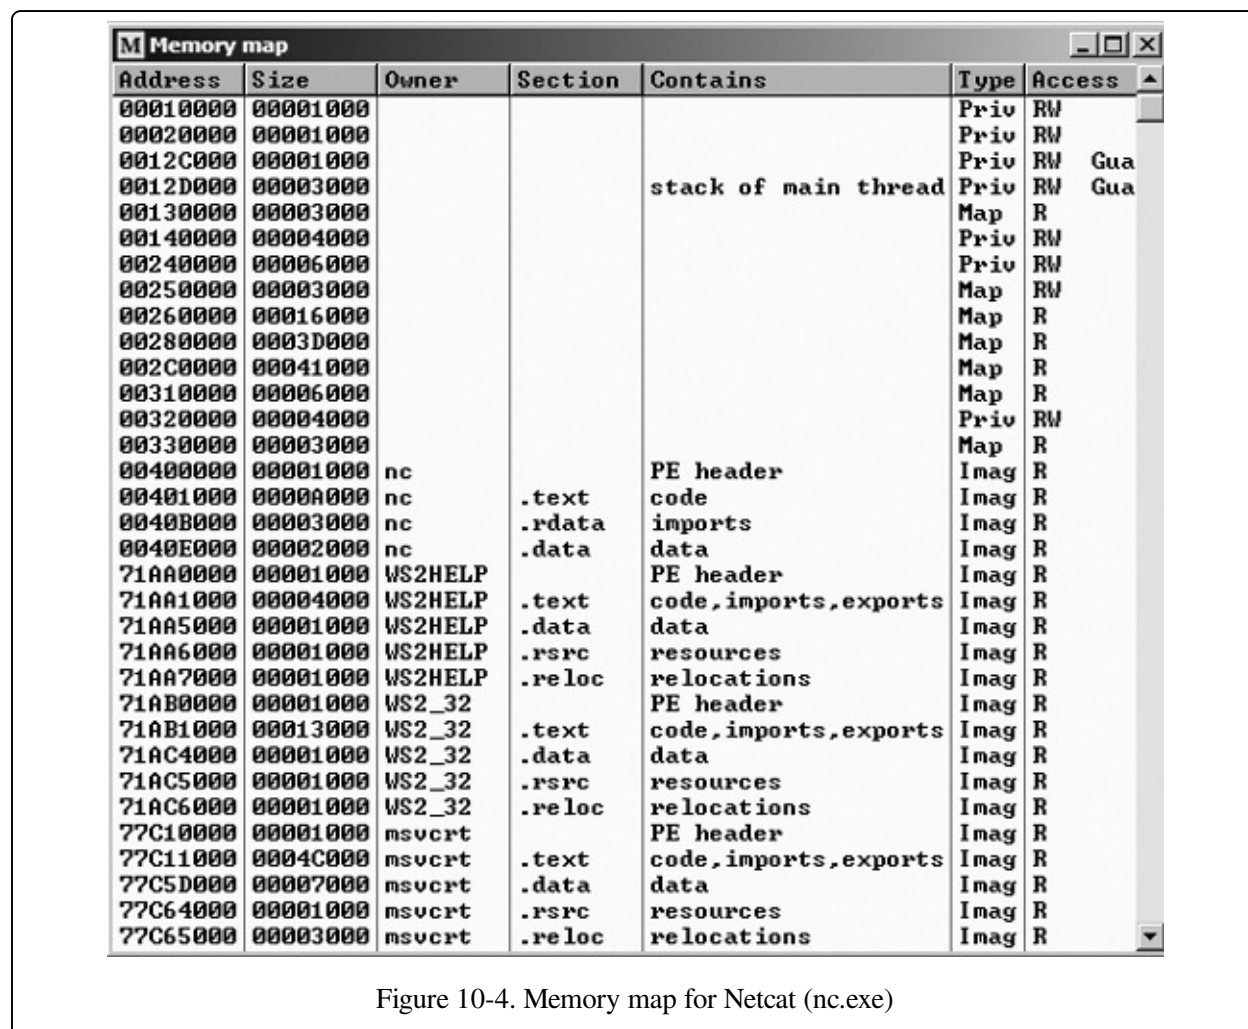 M Memory map
Address Size Owner Section Contains Type Access
00010000 00001000 Priv RW
00020000 00001000 Priv RW
0012C000 00001000 Priv RW Gua
0012D000 00003000 stack of main thread Priv RW Gua
00130000 00003000 Map R
00140000 00004000 Priv RW
00240000 00006000 Priv RW
00250000 00003000 Map RW
00260000 00016000 Map R
00280000 0003D000 Map R
002C0000 00041000 Map R
00310000 00006000 Map R
00320000 00004000 Priv RW
00330000 00003000 Map R
00400000 00001000 nc PE header Imag R
00401000 0000A000 nc .text code Imag R
0040B000 00003000 nc .rdata imports Imag R
0040E000 00002000 nc .data data Imag R
71AA0000 00001000 WS2HELP PE header Imag R
71AA1000 00004000 WS2HELP .text code,imports,exports Imag R
71AA5000 00001000 WS2HELP .data data Imag R
71AA6000 00001000 WS2HELP .rsrc resources Imag R
71AA7000 00001000 WS2HELP .reloc relocations Imag R
71AB0000 00001000 WS2_32 PE header Imag R
71AB1000 00013000 WS2_32 .text code,imports,exports Imag R
71AC4000 00001000 WS2_32 .data data Imag R
71AC5000 00001000 WS2_32 .rsrc resources Imag R
71AC6000 00001000 WS2_32 .reloc relocations Imag R
77C10000 00001000 msvcrt PE header Imag R
77C11000 0004C000 msvcrt .text code,imports,exports Imag R
77C5D000 00007000 msvcrt .data data Imag R
77C64000 00001000 msvcrt .rsrc resources Imag R
77C65000 00003000 msvcrt .reloc relocations Imag R
Figure 10-4. Memory map for Netcat (nc.exe)